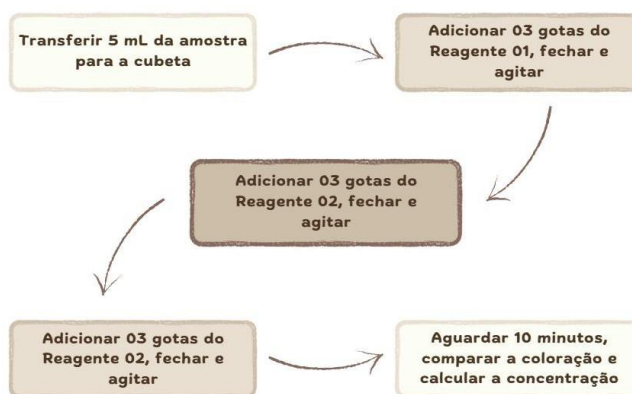 Transferir 5 mL da amostra
para a cubeta
Adicionar 03 gotas do
Reagente 01, fechar e
agitar
Adicionar 03 gotas do
Reagente 02, fechar e
agitar
Adicionar 03 gotas do
Reagente 02, fechar e
agitar
Aguardar 10 minutos,
comparar a coloração e
calcular a concentração